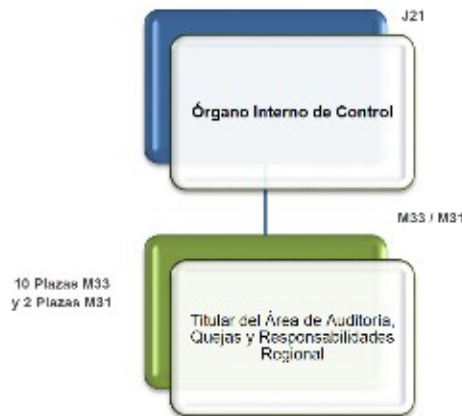 J21
Órgano Interno de Control
M33 / M31
10 Plazas M33
y 2 Plazas M31
Titular del Área de Auditoría,
Quejas y Responsabilidades
Regional